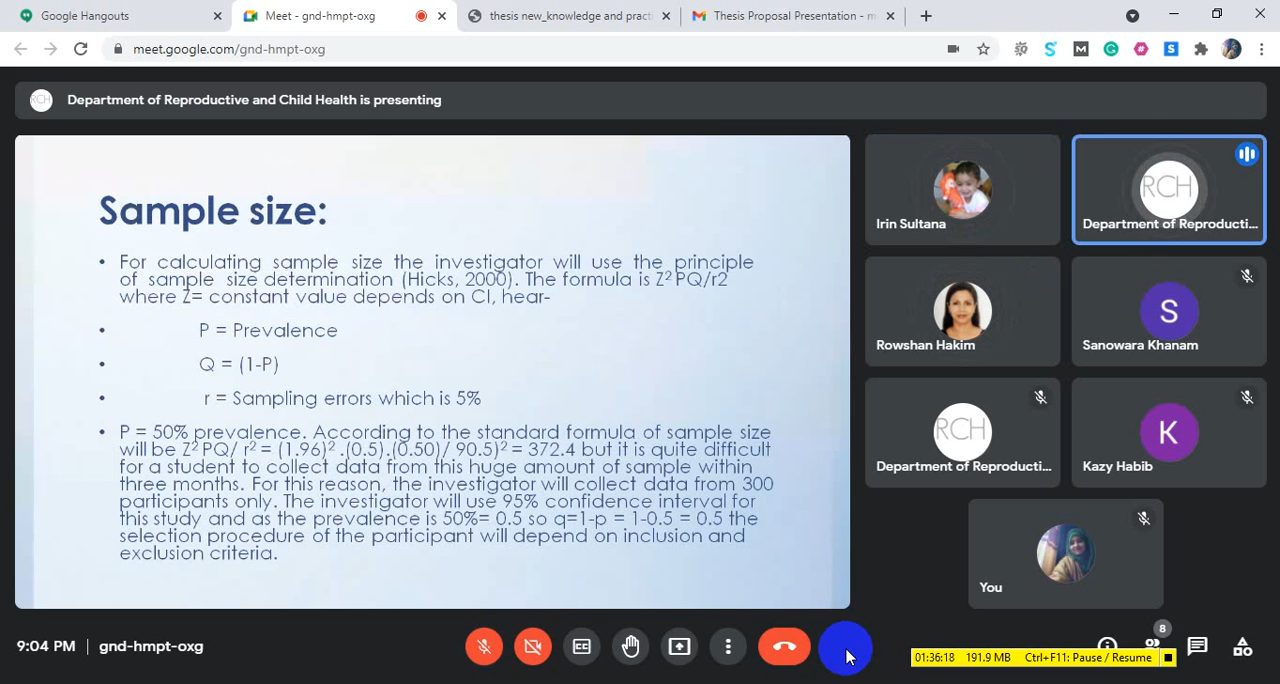 Google Hangouts
Meet - gnd-hmpt-oxg
thesis new_knowledge and practi
Thesis Proposal Presentation - m
meet.google.com/gnd-hmpt-oxg
RCH
Department of Reproductive and Child Health is presenting
Sample size:
• For calculating sample size the investigator will use the principle
of sample size determination (Hicks, 2000). The formula is Z² PQ/r2
where Z= constant value depends on CI, hear-
• P = Prevalence
• Q = (1-P)
• r = Sampling errors which is 5%
• P = 50% prevalence. According to the standard formula of sample size
will be Z² PQ/ r² = (1.96)² .(0.5).(0.50)/ 90.5)² = 372.4 but it is quite difficult
for a student to collect data from this huge amount of sample within
three months. For this reason, the investigator will collect data from 300
participants only. The investigator will use 95% confidence interval for
this study and as the prevalence is 50%= 0.5 so q=1-p = 1-0.5 = 0.5 the
selection procedure of the participant will depend on inclusion and
exclusion criteria.
Irin Sultana
RCH
Department of Reproducti...
Rowshan Hakim
S
Sanowara Khanam
RCH
Department of Reproducti...
K
Kazy Habib
You
9:04 PM | gnd-hmpt-oxg
CC
8
01:36:18 191.9 MB Ctrl+F11: Pause / Resume